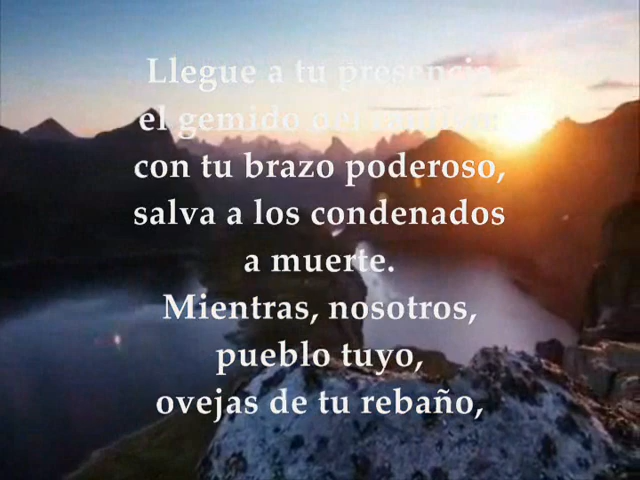 Llegue a tu presencia
el gemido del cautivo:
con tu brazo poderoso,
salva a los condenados
a muerte.
Mientras, nosotros,
pueblo tuyo,
ovejas de tu rebaño,